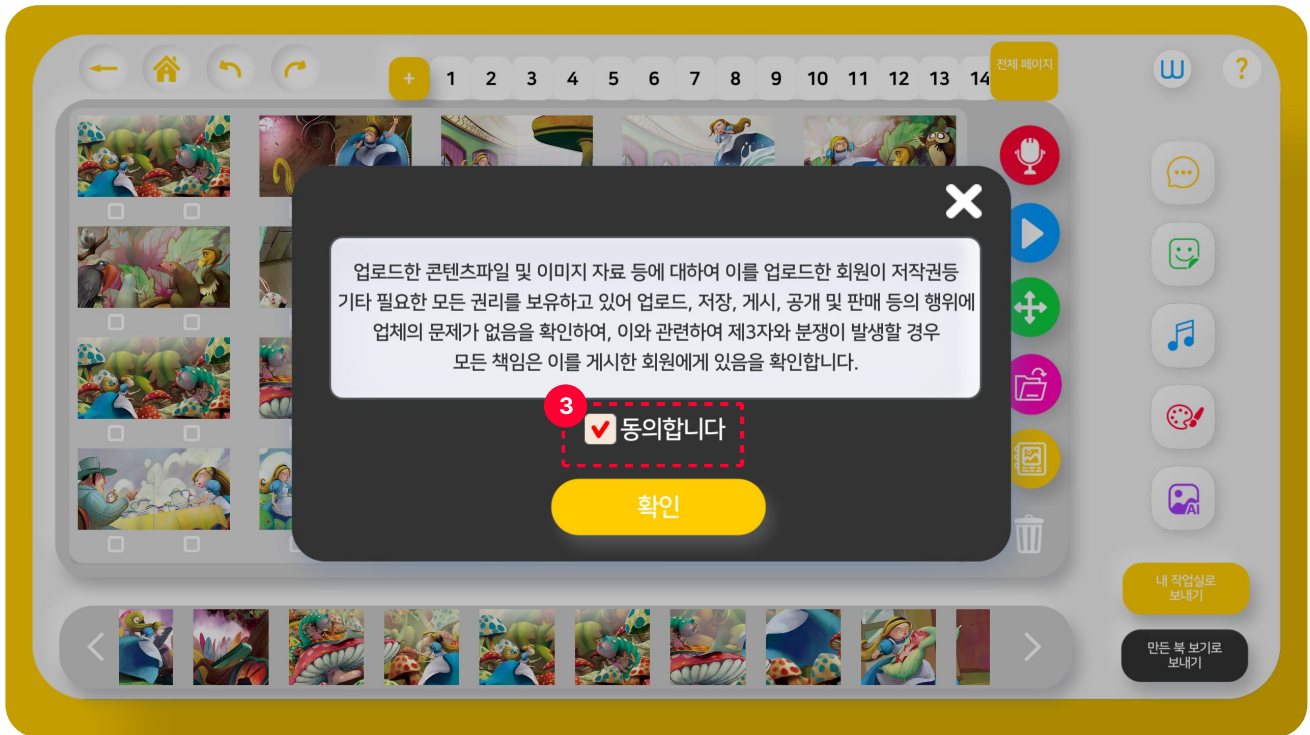 + 1 2 3 4 5 6 7 8 9 10 11 12 13 14
전체 페이지
?
업로드한 콘텐츠파일 및 이미지 자료 등에 대하여 이를 업로드한 회원이 저작권등
기타 필요한 모든 권리를 보유하고 있어 업로드, 저장, 게시, 공개 및 판매 등의 행위에
업체의 문제가 없음을 확인하여, 이와 관련하여 제3자와 분쟁이 발생할 경우
모든 책임은 이를 게시한 회원에게 있음을 확인합니다.
3
동의합니다
확인
AI
내 작업실로
보내기
만든 북 보기로
보내기